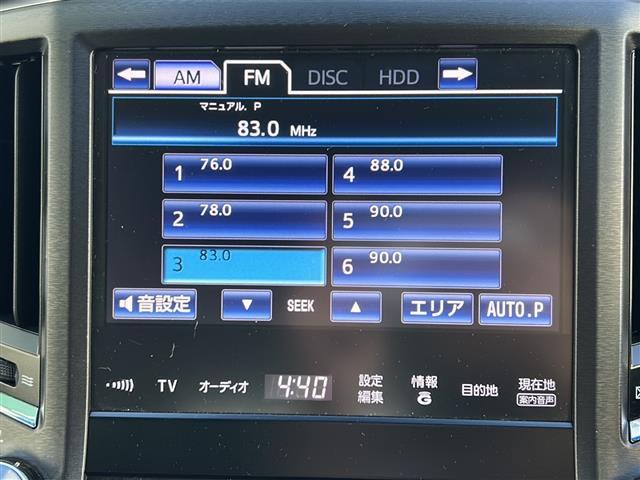 AM FM DISC HDD
マニュアル. P
83.0 MHz
1 76.0
4 88.0
2 78.0
5 90.0
3 83.0
6 90.0
音設定 ▼ SEEK ▲ エリア AUTO.P
TV オーディオ 4:40 設定 編集 情報 G 目的地 現在地 案内音声